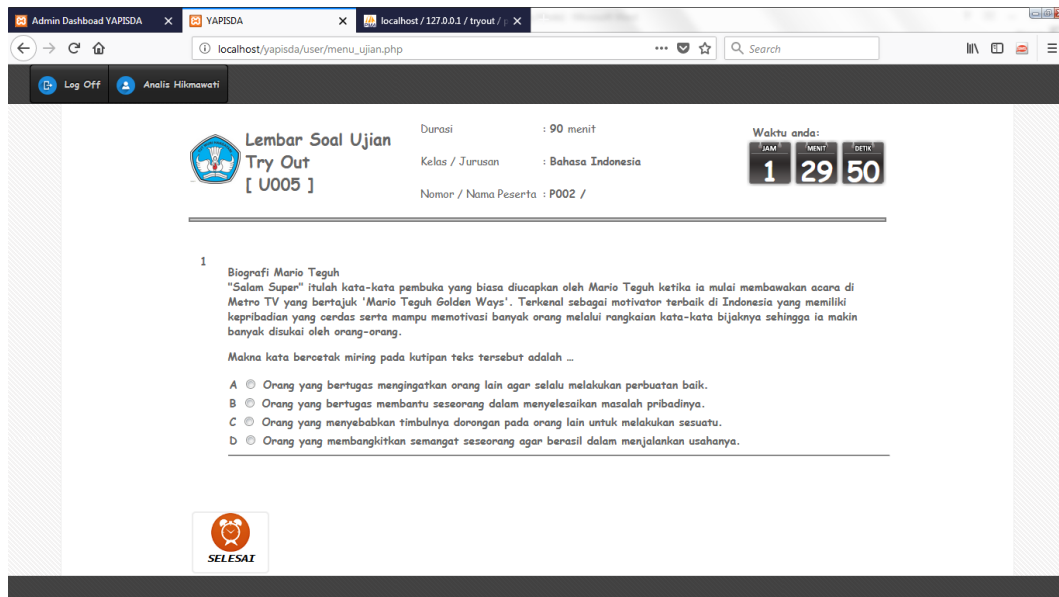 Admin Dashboad YAPISDA
YAPISDA
localhost / 127.0.0.1 / tryout /
localhost/yapisda/user/menu_ujian.php
Search
Log Off
Analis Hikmawati
Lembar Soal Ujian
Try Out
[ U005 ]
Durasi : 90 menit
Kelas / Jurusan : Bahasa Indonesia
Nomor / Nama Peserta : P002 /
Waktu anda:
JAM MENIT DETIK
1 29 50
1
Biografi Mario Teguh
"Salam Super" itulah kata-kata pembuka yang biasa diucapkan oleh Mario Teguh ketika ia mulai membawakan acara di
Metro TV yang bertajuk 'Mario Teguh Golden Ways'. Terkenal sebagai motivator terbaik di Indonesia yang memiliki
kepribadian yang cerdas serta mampu memotivasi banyak orang melalui rangkaian kata-kata bijaknya sehingga ia makin
banyak disukai oleh orang-orang.
Makna kata bercetak miring pada kutipan teks tersebut adalah ...
A Orang yang bertugas mengingatkan orang lain agar selalu melakukan perbuatan baik.
B Orang yang bertugas membantu seseorang dalam menyelesaikan masalah pribadinya.
C Orang yang menyebabkan timbulnya dorongan pada orang lain untuk melakukan sesuatu.
D Orang yang membangkitkan semangat seseorang agar berasil dalam menjalankan usahanya.
SELESAI